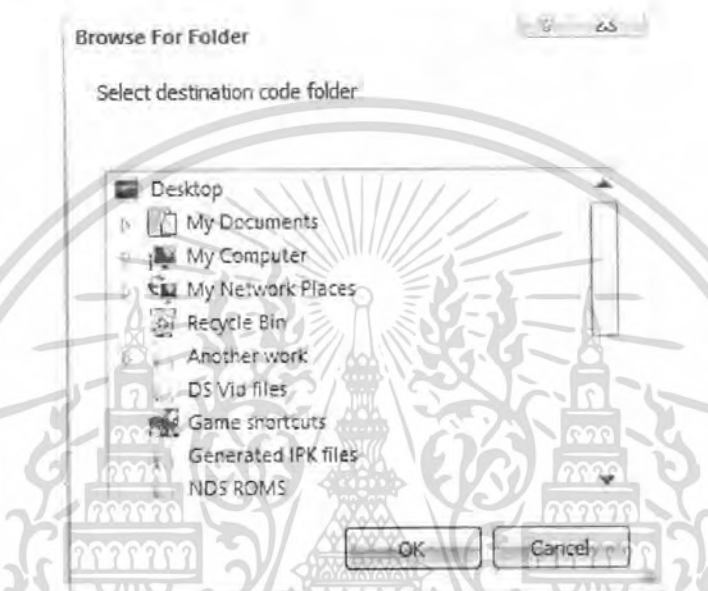 Browse For Folder
Select destination code folder
Desktop
My Documents
My Computer
My Network Places
Recycle Bin
Another work
DS Vid files
Game shortcuts
Generated IPK files
NDS ROMS
OK
Cancel